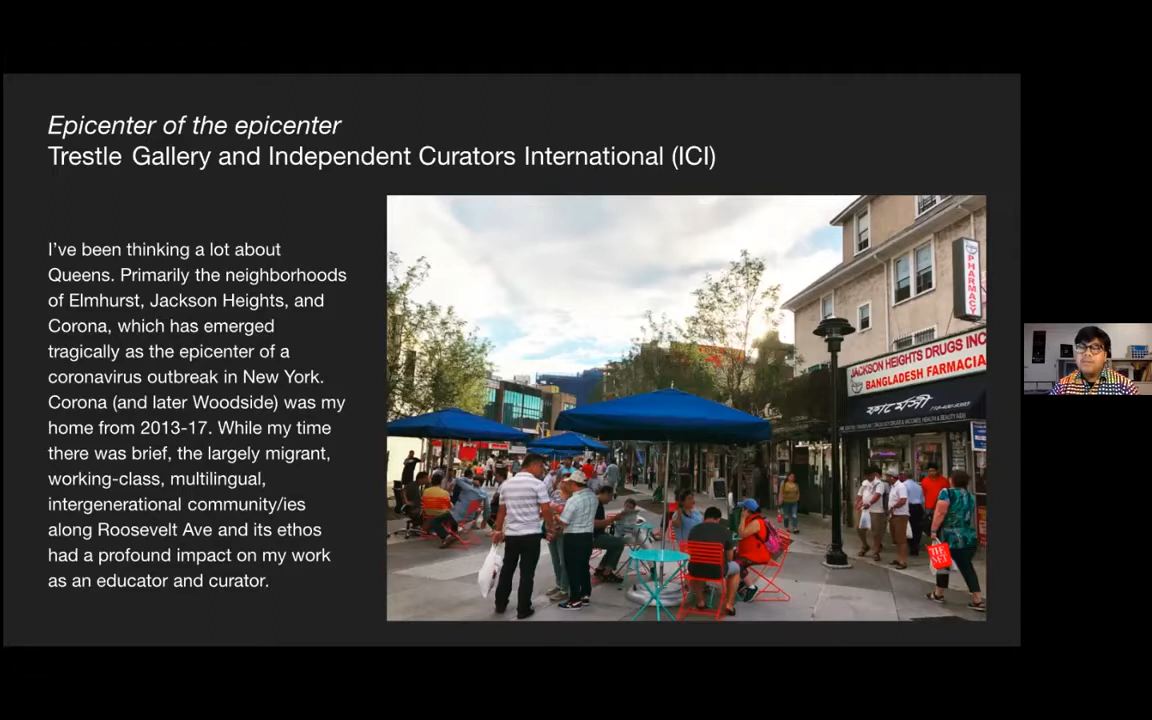 Epicenter of the epicenter
Trestle Gallery and Independent Curators International (ICI)
I've been thinking a lot about
Queens. Primarily the neighborhoods
of Elmhurst, Jackson Heights, and
Corona, which has emerged
tragically as the epicenter of a
coronavirus outbreak in New York.
Corona (and later Woodside) was my
home from 2013-17. While my time
there was brief, the largely migrant,
working-class, multilingual,
intergenerational community/ies
along Roosevelt Ave and its ethos
had a profound impact on my work
as an educator and curator.
PHARMACY
JACKSON HEIGHTS DRUGS INC
BANGLADESH FARMACIA
ফার্মেসী